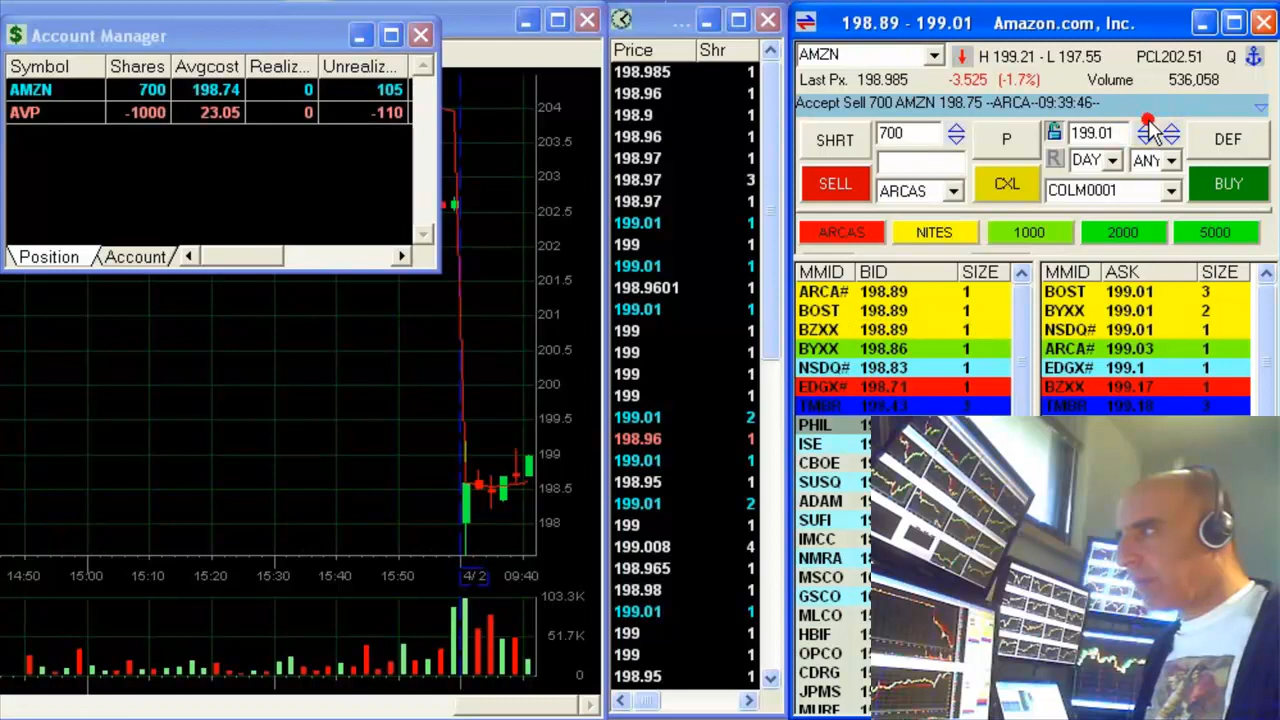 Account Manager
Symbol Shares Avgcost Realiz... Unrealiz...
AMZN 700 198.74 0 105
AVP -1000 23.05 0 -110
Position Account
204
203.5
203
202.5
202
201.5
201
200.5
200
199.5
199
198.5
198
14:50 15:00 15:10 15:20 15:30 15:40 15:50 4/2 09:40
103.3K
51.7K
0
...
Price Shr
198.985 1
198.96 1
198.9 1
198.96 1
198.97 1
198.97 3
198.97 1
199.01 1
199 1
199.01 1
198.9601 1
199.01 1
199 1
199 1
199 1
199 1
199.01 2
198.96 1
199.01 1
198.95 1
199.01 2
199 1
199.008 4
198.965 1
198.98 1
199.01 1
199 1
199 1
198.95 1
198.89 - 199.01 Amazon.com, Inc.
AMZN H 199.21 - L 197.55 PCL202.51 Q
Last Px. 198.985 -3.525 (-1.7%) Volume 536,058
Accept Sell 700 AMZN 198.75 --ARCA--09:39:46--
SHRT 700 P 199.01 DEF
R DAY ANY
SELL ARCAS CXL COLM0001 BUY
ARCAS NITES 1000 2000 5000
MMID BID SIZE MMID ASK SIZE
ARCA# 198.89 1 BOST 199.01 3
BOST 198.89 1 BYXX 199.01 2
BZXX 198.89 1 NSDQ# 199.01 1
BYXX 198.86 1 ARCA# 199.03 1
NSDQ# 198.83 1 EDGX# 199.1 1
EDGX# 198.71 1 BZXX 199.17 1
TMBR 198.43 3 TMBR 199.18 3
PHIL
ISE
CBOE
SUSQ
ADAM
SUFI
IMCC
NMRA
MSCO
GSCO
MLCO
HBIF
OPCO
CDRG
JPMS
MURF